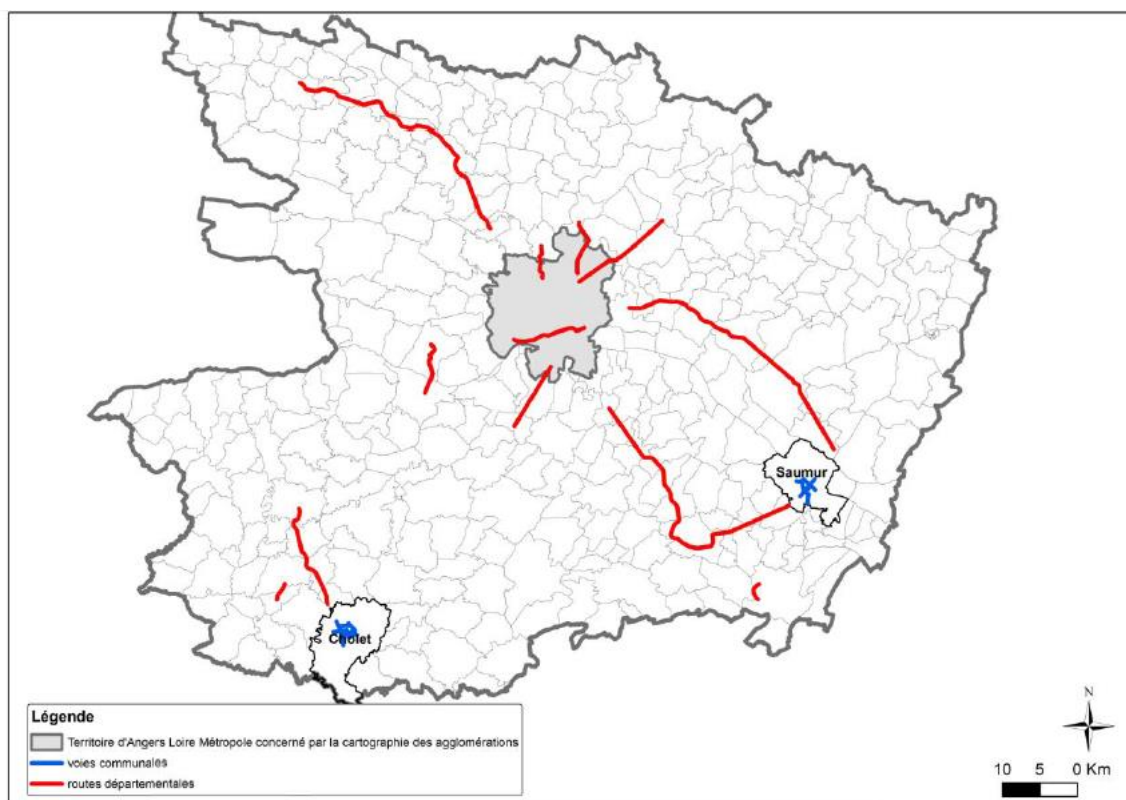 Saumur
Cholet
Légende
Territoire d'Angers Loire Métropole concerné par la cartographie des agglomérations
voies communales
routes départementales
N
10 5 0 Km